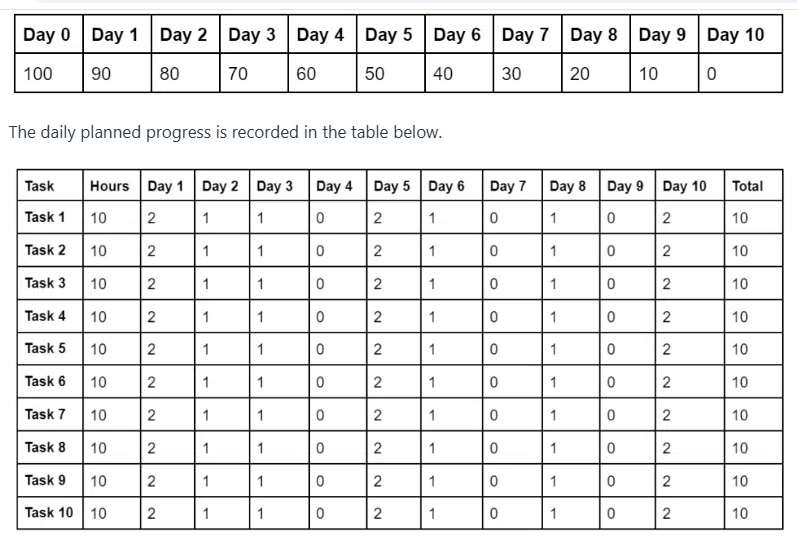 Day 0 Day 1 Day 2 Day 3 Day 4 Day 5 Day 6 Day 7 Day 8 Day 9 Day 10
100 90 80 70 60 50 40 30 20 10 0
The daily planned progress is recorded in the table below.
Task Hours Day 1 Day 2 Day 3 Day 4 Day 5 Day 6 Day 7 Day 8 Day 9 Day 10 Total
Task 1 10 2 1 1 0 2 1 0 1 0 2 10
Task 2 10 2 1 1 0 2 1 0 1 0 2 10
Task 3 10 2 1 1 0 2 1 0 1 0 2 10
Task 4 10 2 1 1 0 2 1 0 1 0 2 10
Task 5 10 2 1 1 0 2 1 0 1 0 2 10
Task 6 10 2 1 1 0 2 1 0 1 0 2 10
Task 7 10 2 1 1 0 2 1 0 1 0 2 10
Task 8 10 2 1 1 0 2 1 0 1 0 2 10
Task 9 10 2 1 1 0 2 1 0 1 0 2 10
Task 10 10 2 1 1 0 2 1 0 1 0 2 10